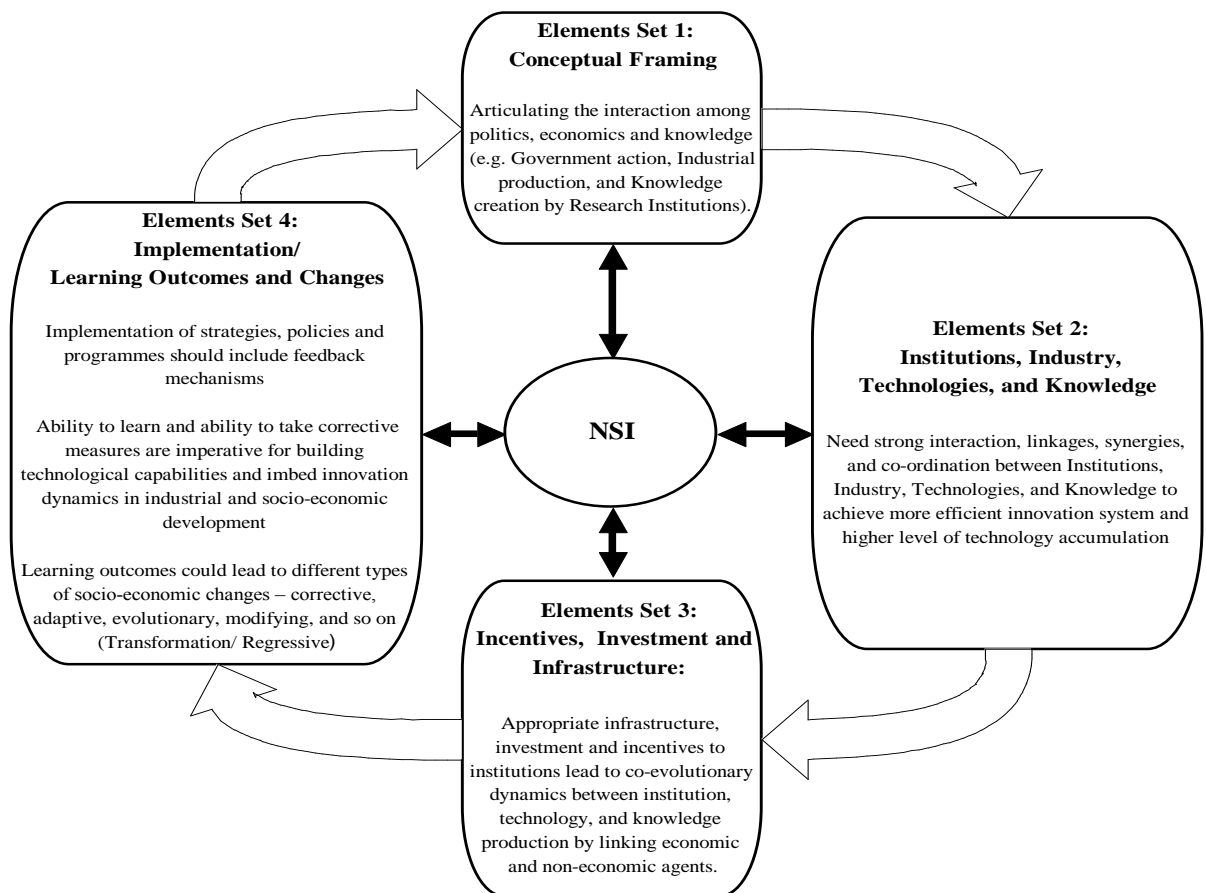 Elements Set 1:
Conceptual Framing
Articulating the interaction among
politics, economics and knowledge
(e.g. Government action, Industrial
production, and Knowledge
creation by Research Institutions).
Elements Set 4:
Implementation/
Learning Outcomes and Changes
Implementation of strategies, policies and
programmes should include feedback
mechanisms
Ability to learn and ability to take corrective
measures are imperative for building
technological capabilities and imbed innovation
dynamics in industrial and socio-economic
development
Learning outcomes could lead to different types
of socio-economic changes – corrective,
adaptive, evolutionary, modifying, and so on
(Transformation/ Regressive)
NSI
Elements Set 2:
Institutions, Industry,
Technologies, and Knowledge
Need strong interaction, linkages, synergies,
and co-ordination between Institutions,
Industry, Technologies, and Knowledge to
achieve more efficient innovation system and
higher level of technology accumulation
Elements Set 3:
Incentives, Investment and
Infrastructure:
Appropriate infrastructure,
investment and incentives to
institutions lead to co-evolutionary
dynamics between institution,
technology, and knowledge
production by linking economic
and non-economic agents.